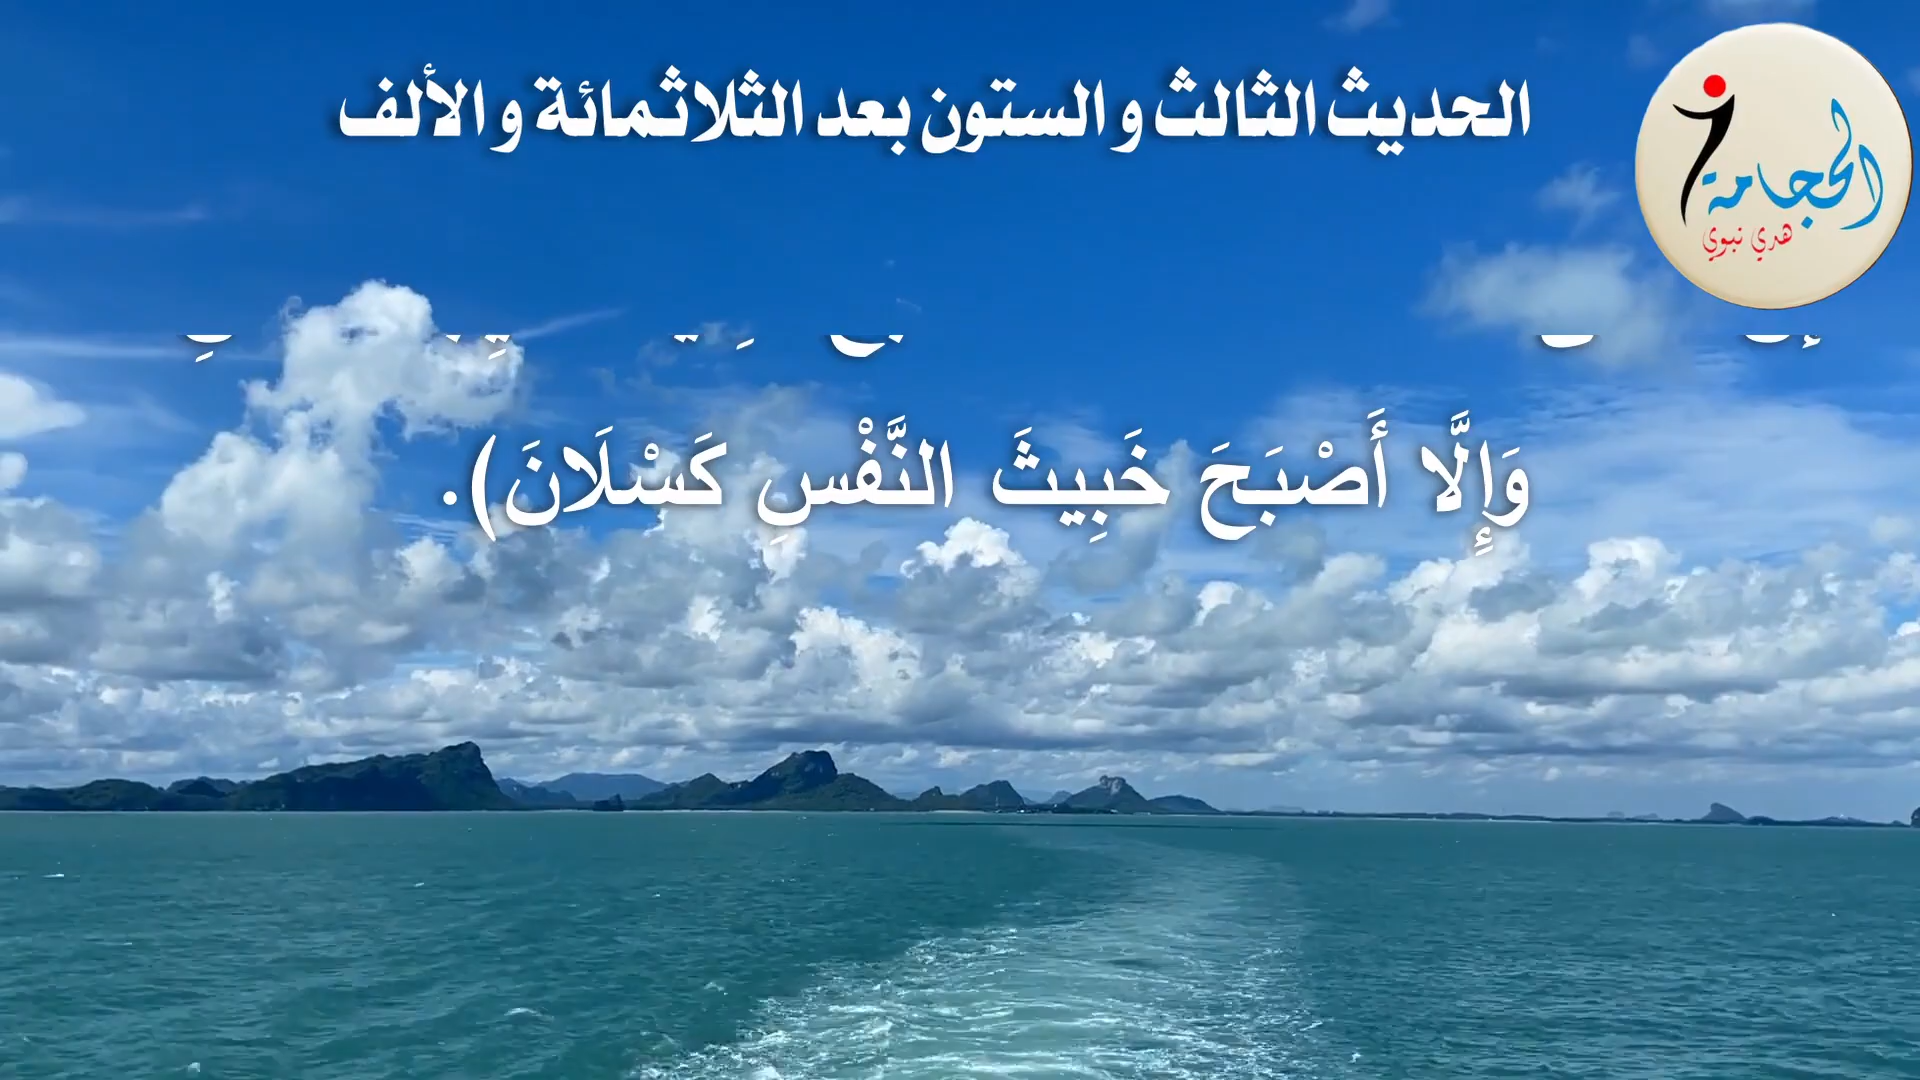 الحديث الثالث و الستون بعد الثلاثمائة و الألف
الحجامة
هدي نبوي
وَإِلَّا أَصْبَحَ خَبِيثَ النَّفْسِ كَسْلَانَ).